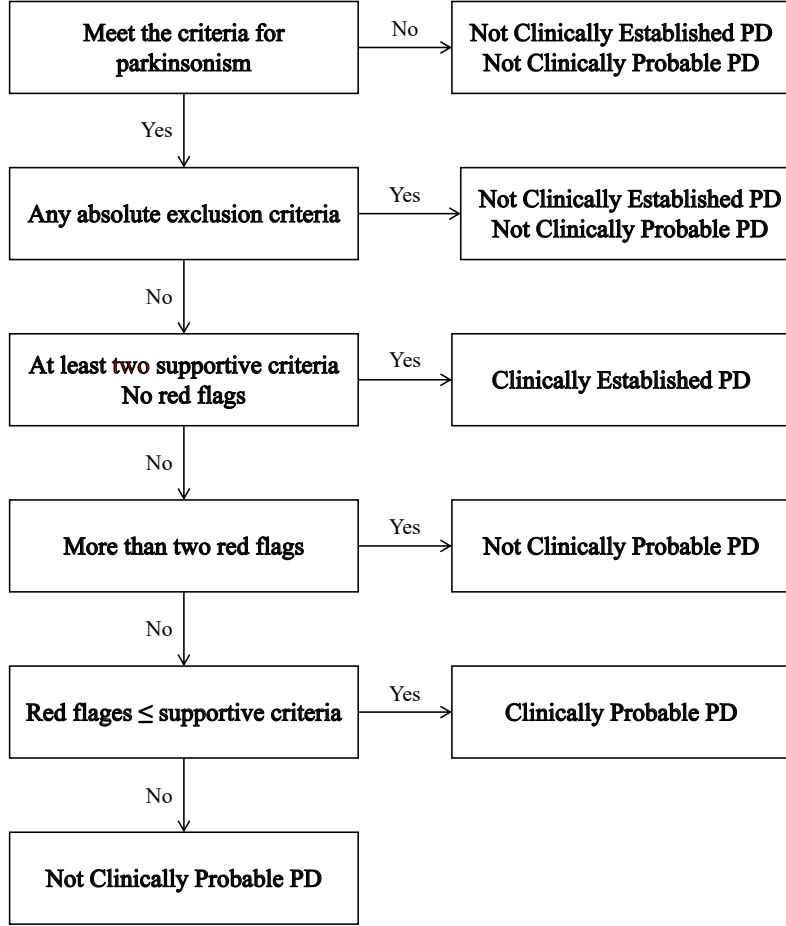 Meet the criteria for
parkinsonism
No
Not Clinically Established PD
Not Clinically Probable PD
Yes
Any absolute exclusion criteria
Yes
Not Clinically Established PD
Not Clinically Probable PD
No
At least two supportive criteria
No red flags
Yes
Clinically Established PD
No
More than two red flags
Yes
Not Clinically Probable PD
No
Red flages ≤ supportive criteria
Yes
Clinically Probable PD
No
Not Clinically Probable PD